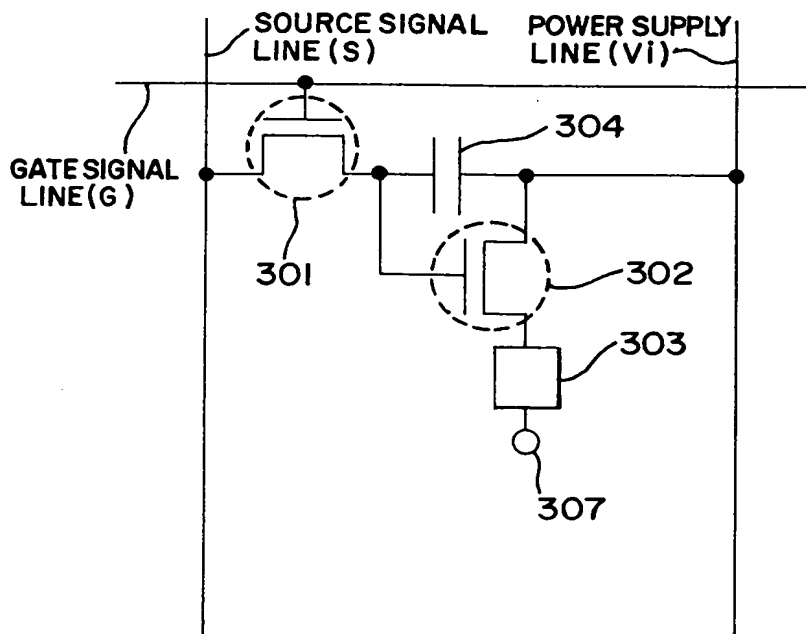 SOURCE SIGNAL
LINE (S)
POWER SUPPLY
LINE (Vi)
304
GATE SIGNAL
LINE (G)
301
302
303
307